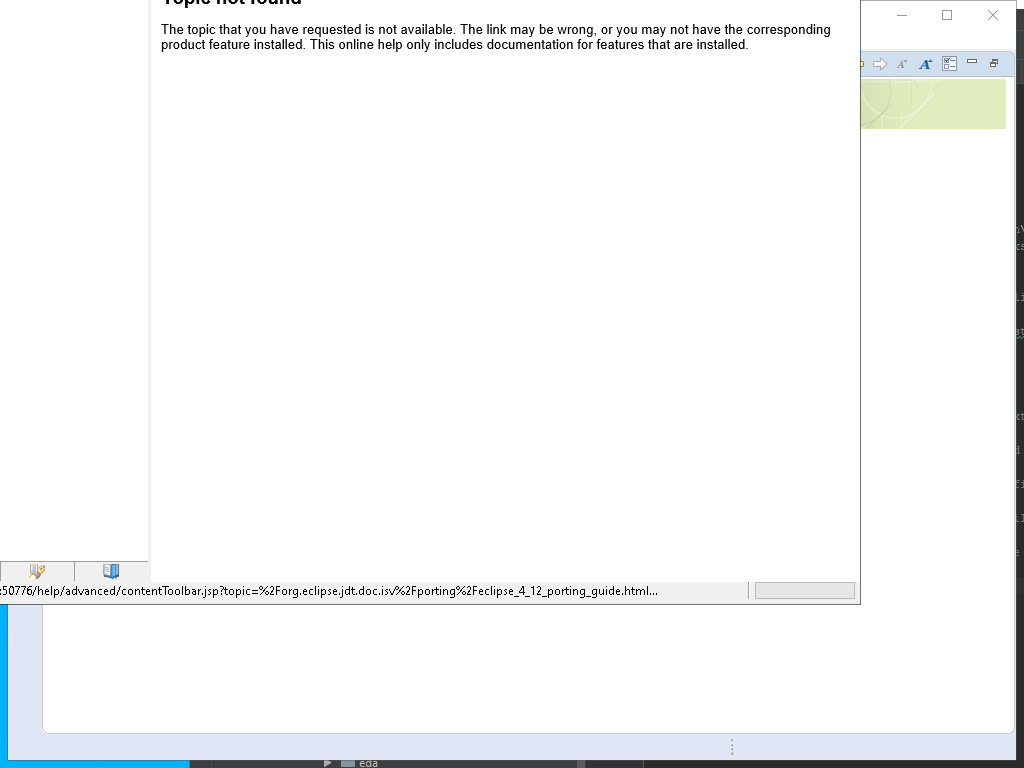 Topic not found
The topic that you have requested is not available. The link may be wrong, or you may not have the corresponding
product feature installed. This online help only includes documentation for features that are installed.
:50776/help/advanced/contentToolbar.jsp?topic=%2Forg.eclipse.jdt.doc.isv%2Fporting%2Feclipse_4_12_porting_guide.html...
eda